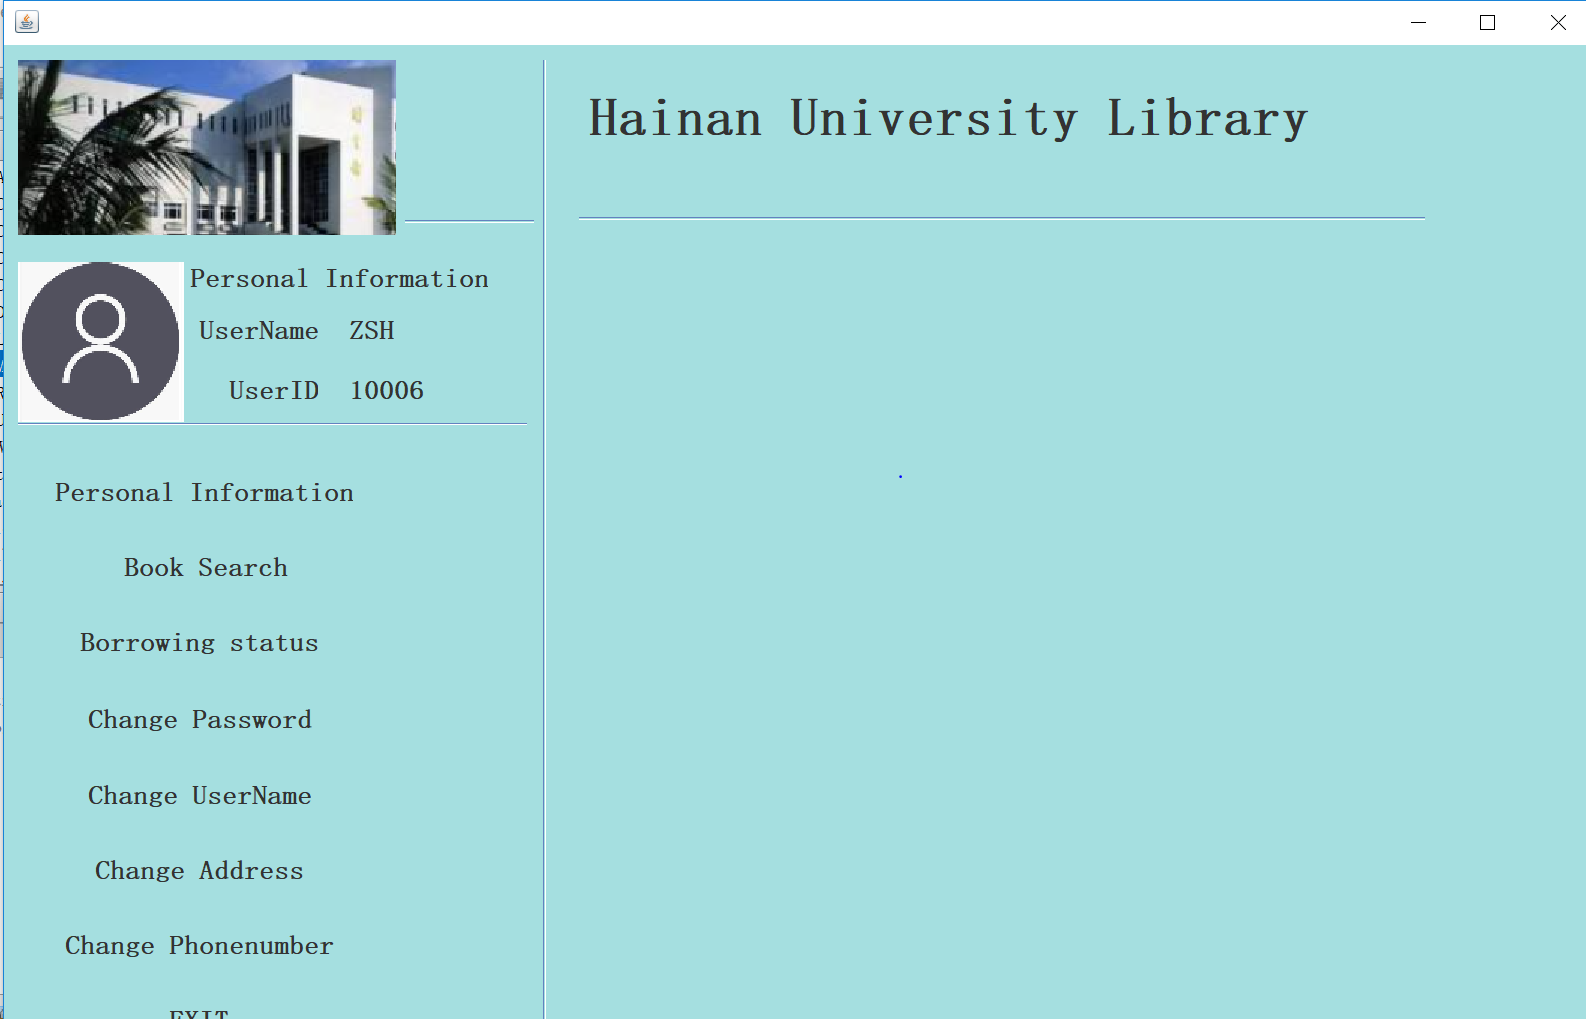 Hainan University Library
Personal Information
UserName ZSH
UserID 10006
Personal Information
Book Search
Borrowing status
Change Password
Change UserName
Change Address
Change Phonenumber
EXIT